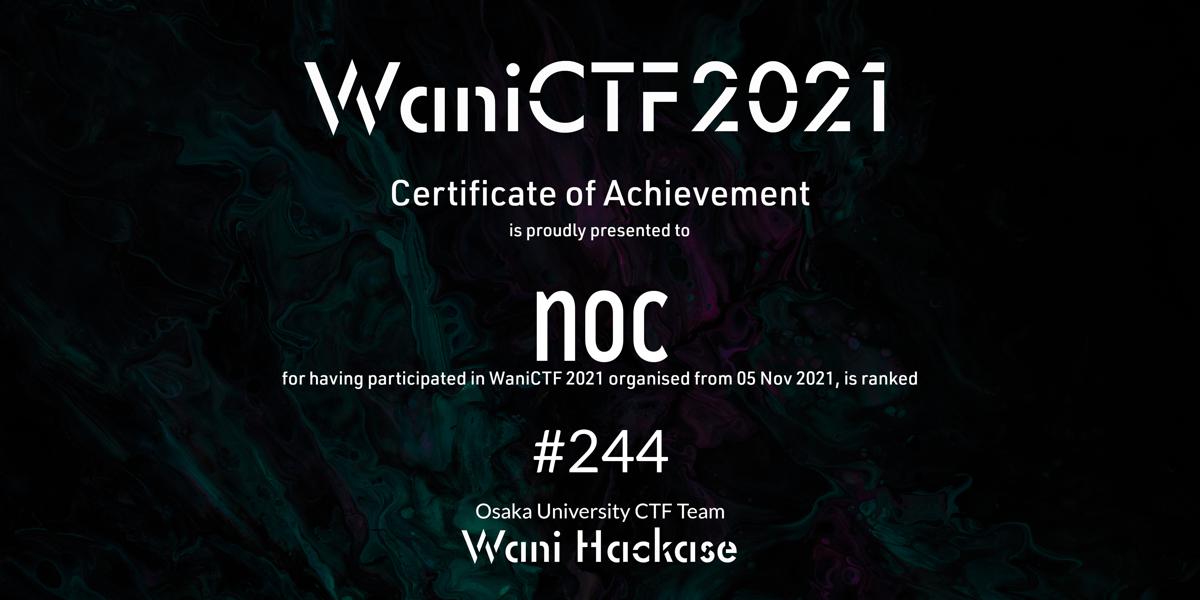 WaniCTF2021
Certificate of Achievement
is proudly presented to
noc
for having participated in WaniCTF 2021 organised from 05 Nov 2021, is ranked
#244
Osaka University CTF Team
Wani Hackase